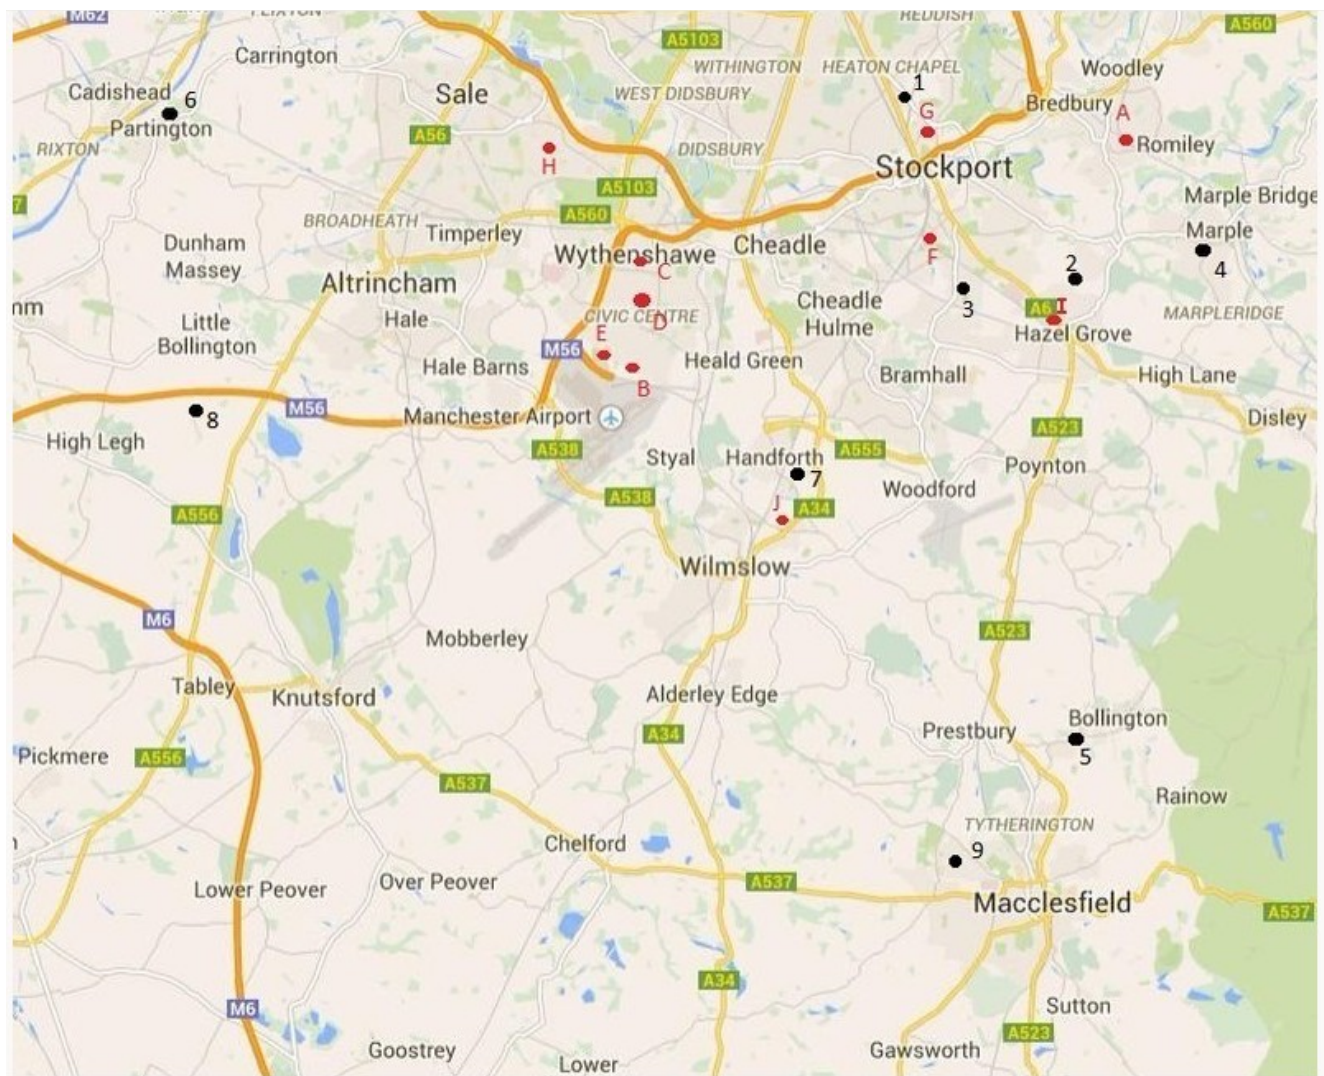 M62
FLIXTON
REDDISH
A560
Carrington
A5103
WITHINGTON
HEATON CHAPEL
Woodley
Cadishead
6
Sale
WEST DIDSBURY
1
Bredbury
A
Partington
A56
G
RIXTON
H
DIDSBURY
Stockport
Romiley
7
A5103
Marple Bridge
BROADHEATH
A560
Timperley
Marple
Dunham
Massey
Wythenshawe
Cheadle
F
4
Altrincham
C
2
mm
Hale
CIVIC CENTRE
D
Cheadle
Hulme
3
A6
I
MARPLERIDGE
Little
Bollington
E
Hazel Grove
M56
Hale Barns
B
Heald Green
Bramhall
High Lane
M56
8
Manchester Airport
Disley
High Legh
A538
A523
Styal
Handforth
A555
Poynton
7
A556
A538
J
A34
Woodford
Wilmslow
M6
A523
Mobberley
Tabley
Knutsford
Alderley Edge
Bollington
Prestbury
A34
5
Pickmere
A556
A537
Rainow
TYTHERINGTON
n
Chelford
9
Lower Peover
Over Peover
A537
Macclesfield
A537
A34
M6
Sutton
A523
Goostrey
Lower
Gawsworth